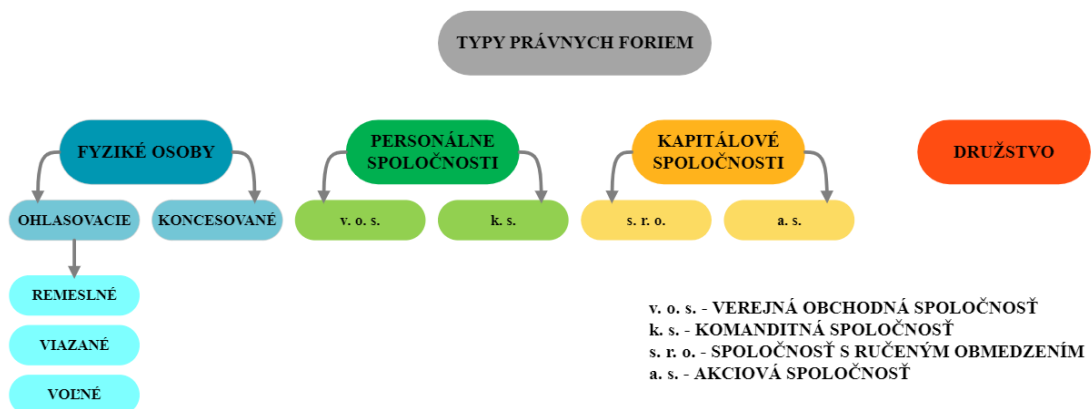 TYPY PRÁVNYCH FORIEM
FYZIKÉ OSOBY
PERSONÁLNE
SPOLOČNOSTI
KAPITÁLOVÉ
SPOLOČNOSTI
DRUŽSTVO
OHLASOVACIE
KONCESOVANÉ
v. o. s.
k. s.
s. r. o.
a. s.
REMESLNÉ
VIAZANÉ
VOĽNÉ
v. o. s. - VEREJNÁ OBCHODNÁ SPOLOČNOSŤ
k. s. - KOMANDITNÁ SPOLOČNOSŤ
s. r. o. - SPOLOČNOSŤ S RUČENÝM OBMEDZENÍM
a. s. - AKCIOVÁ SPOLOČNOSŤ